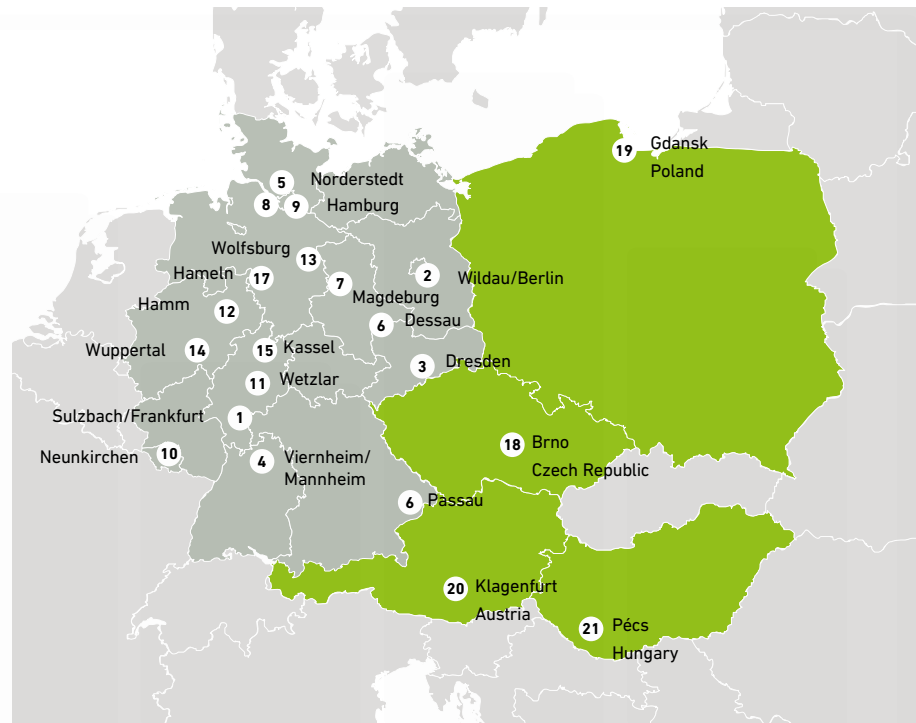 19 Gdansk
Poland
5 Norderstedt
8 9 Hamburg
Wolfsburg 13
Hameln 17
2 Wildau/Berlin
7 Magdeburg
Hamm 12
6 Dessau
Wuppertal 14
15 Kassel
3 Dresden
11 Wetzlar
Sulzbach/Frankfurt 1
Neunkirchen 10
4 Viernheim/
Mannheim
18 Brno
Czech Republic
6 Passau
20 Klagenfurt
Austria
21 Pécs
Hungary